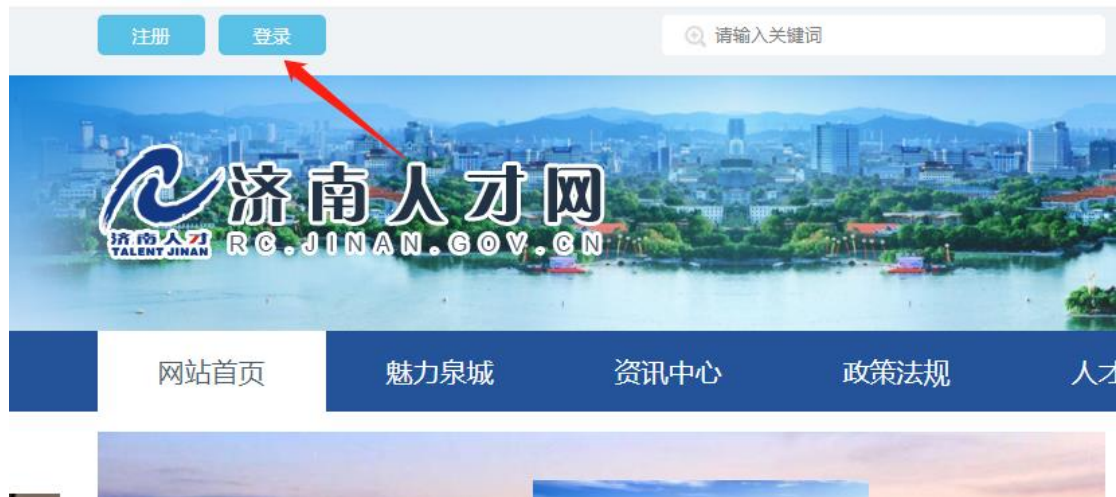 注册
登录
请输入关键词
济南人才网
济南人才
TALENT JINAN
RC.JINAN.GOV.CN
网站首页
魅力泉城
资讯中心
政策法规
人才